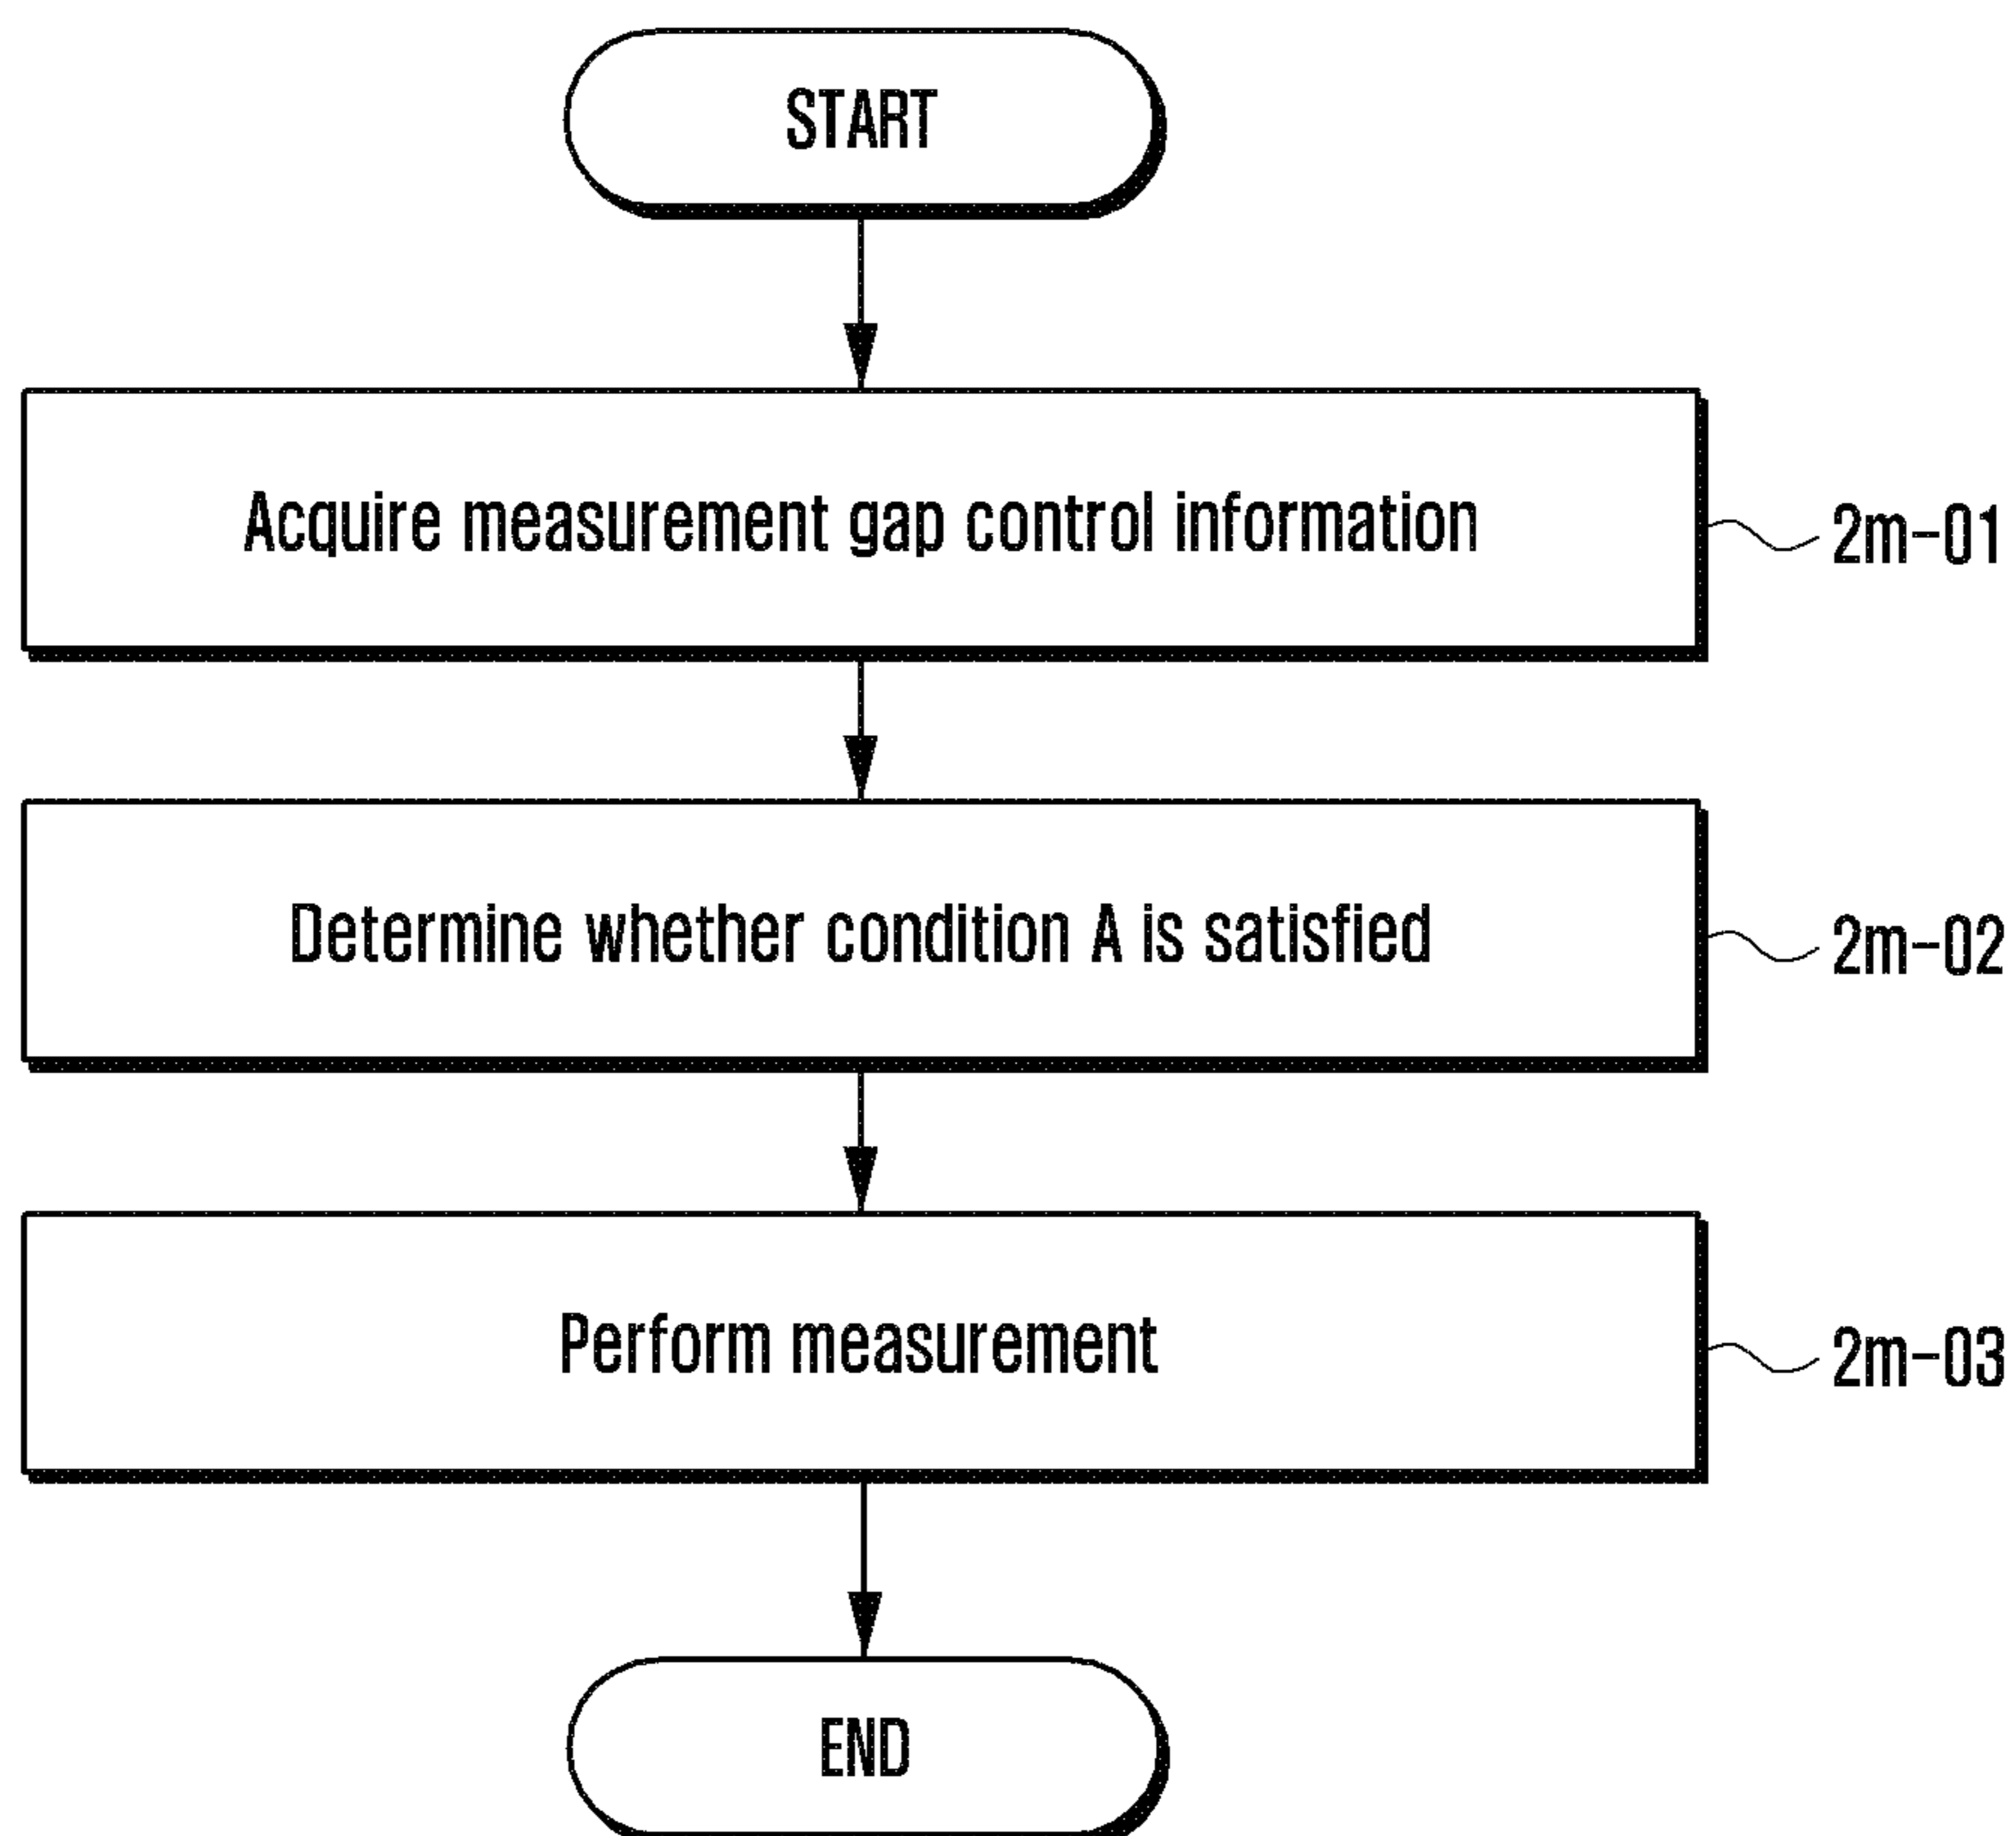 START
Acquire measurement gap control information
2m-01
Determine whether condition A is satisfied
2m-02
Perform measurement
2m-03
END